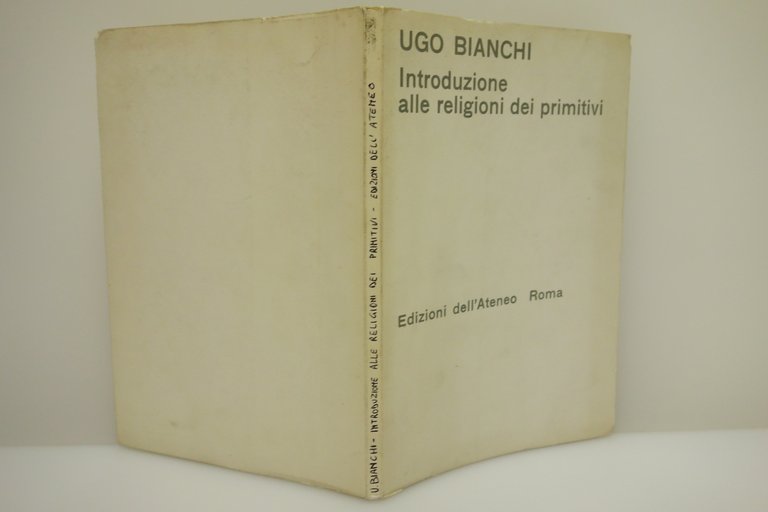 UGO BIANCHI
Introduzione
alle religioni dei primitivi
Edizioni dell'Ateneo Roma
U. BIANCHI - INTRODUZIONE ALLE RELIGIONI DEI PRIMITIVI - EDIZIONI DELL'ATENEO